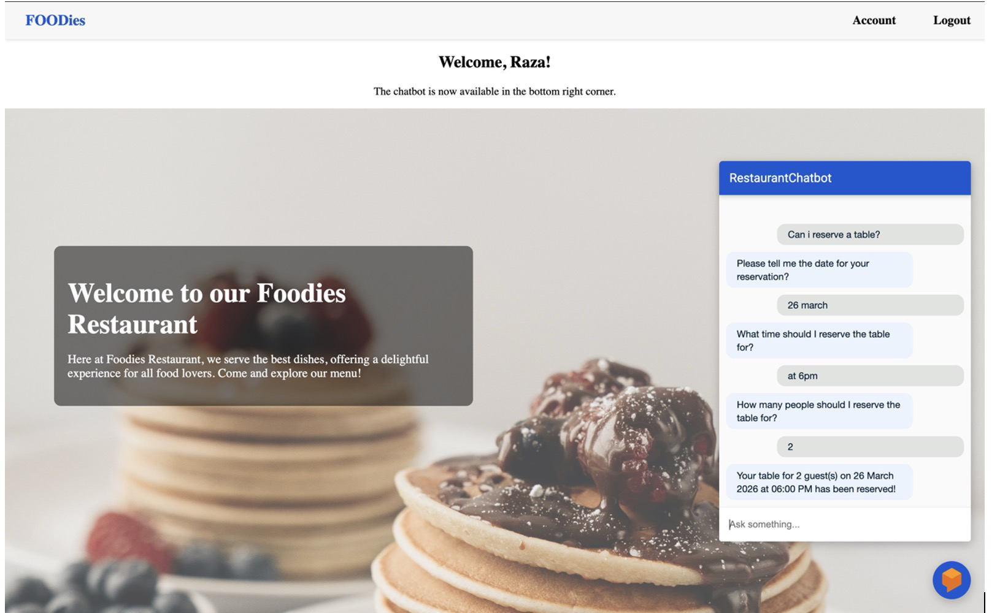 FOODies
Account
Logout
Welcome, Raza!
The chatbot is now available in the bottom right corner.
Welcome to our Foodies
Restaurant
Here at Foodies Restaurant, we serve the best dishes, offering a delightful
experience for all food lovers. Come and explore our menu!
RestaurantChatbot
Can i reserve a table?
Please tell me the date for your
reservation?
26 march
What time should I reserve the table
for?
at 6pm
How many people should I reserve the
table for?
2
Your table for 2 guest(s) on 26 March
2026 at 06:00 PM has been reserved!
Ask something...